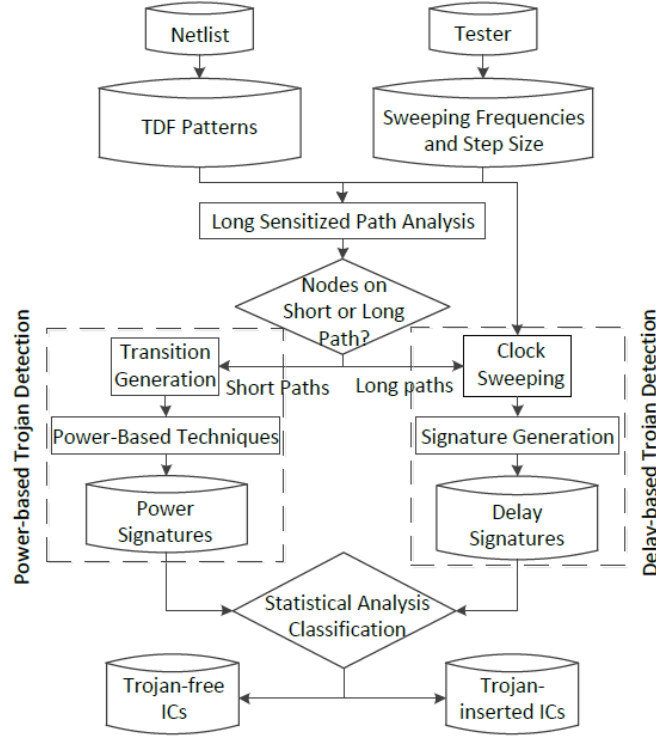 Netlist
Tester
TDF Patterns
Sweeping Frequencies
and Step Size
Long Sensitized Path Analysis
Nodes on
Short or Long
Path?
Power-based Trojan Detection
Transition
Generation
Short Paths
Long paths
Clock
Sweeping
Delay-based Trojan Detection
Power-Based Techniques
Signature Generation
Power
Signatures
Delay
Signatures
Statistical Analysis
Classification
Trojan-free
ICs
Trojan-
inserted ICs